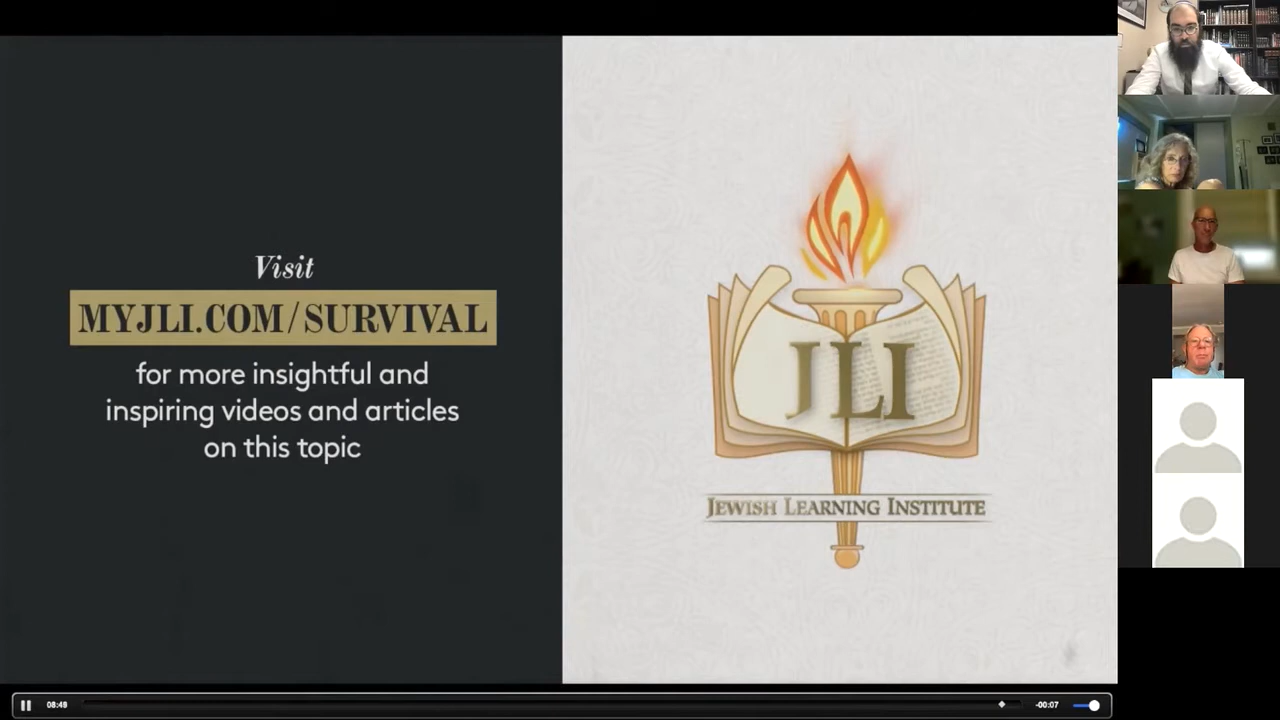 Visit
MYJLI.COM/SURVIVAL
for more insightful and
inspiring videos and articles
on this topic
JLI
JEWISH LEARNING INSTITUTE
08:49
-00:07